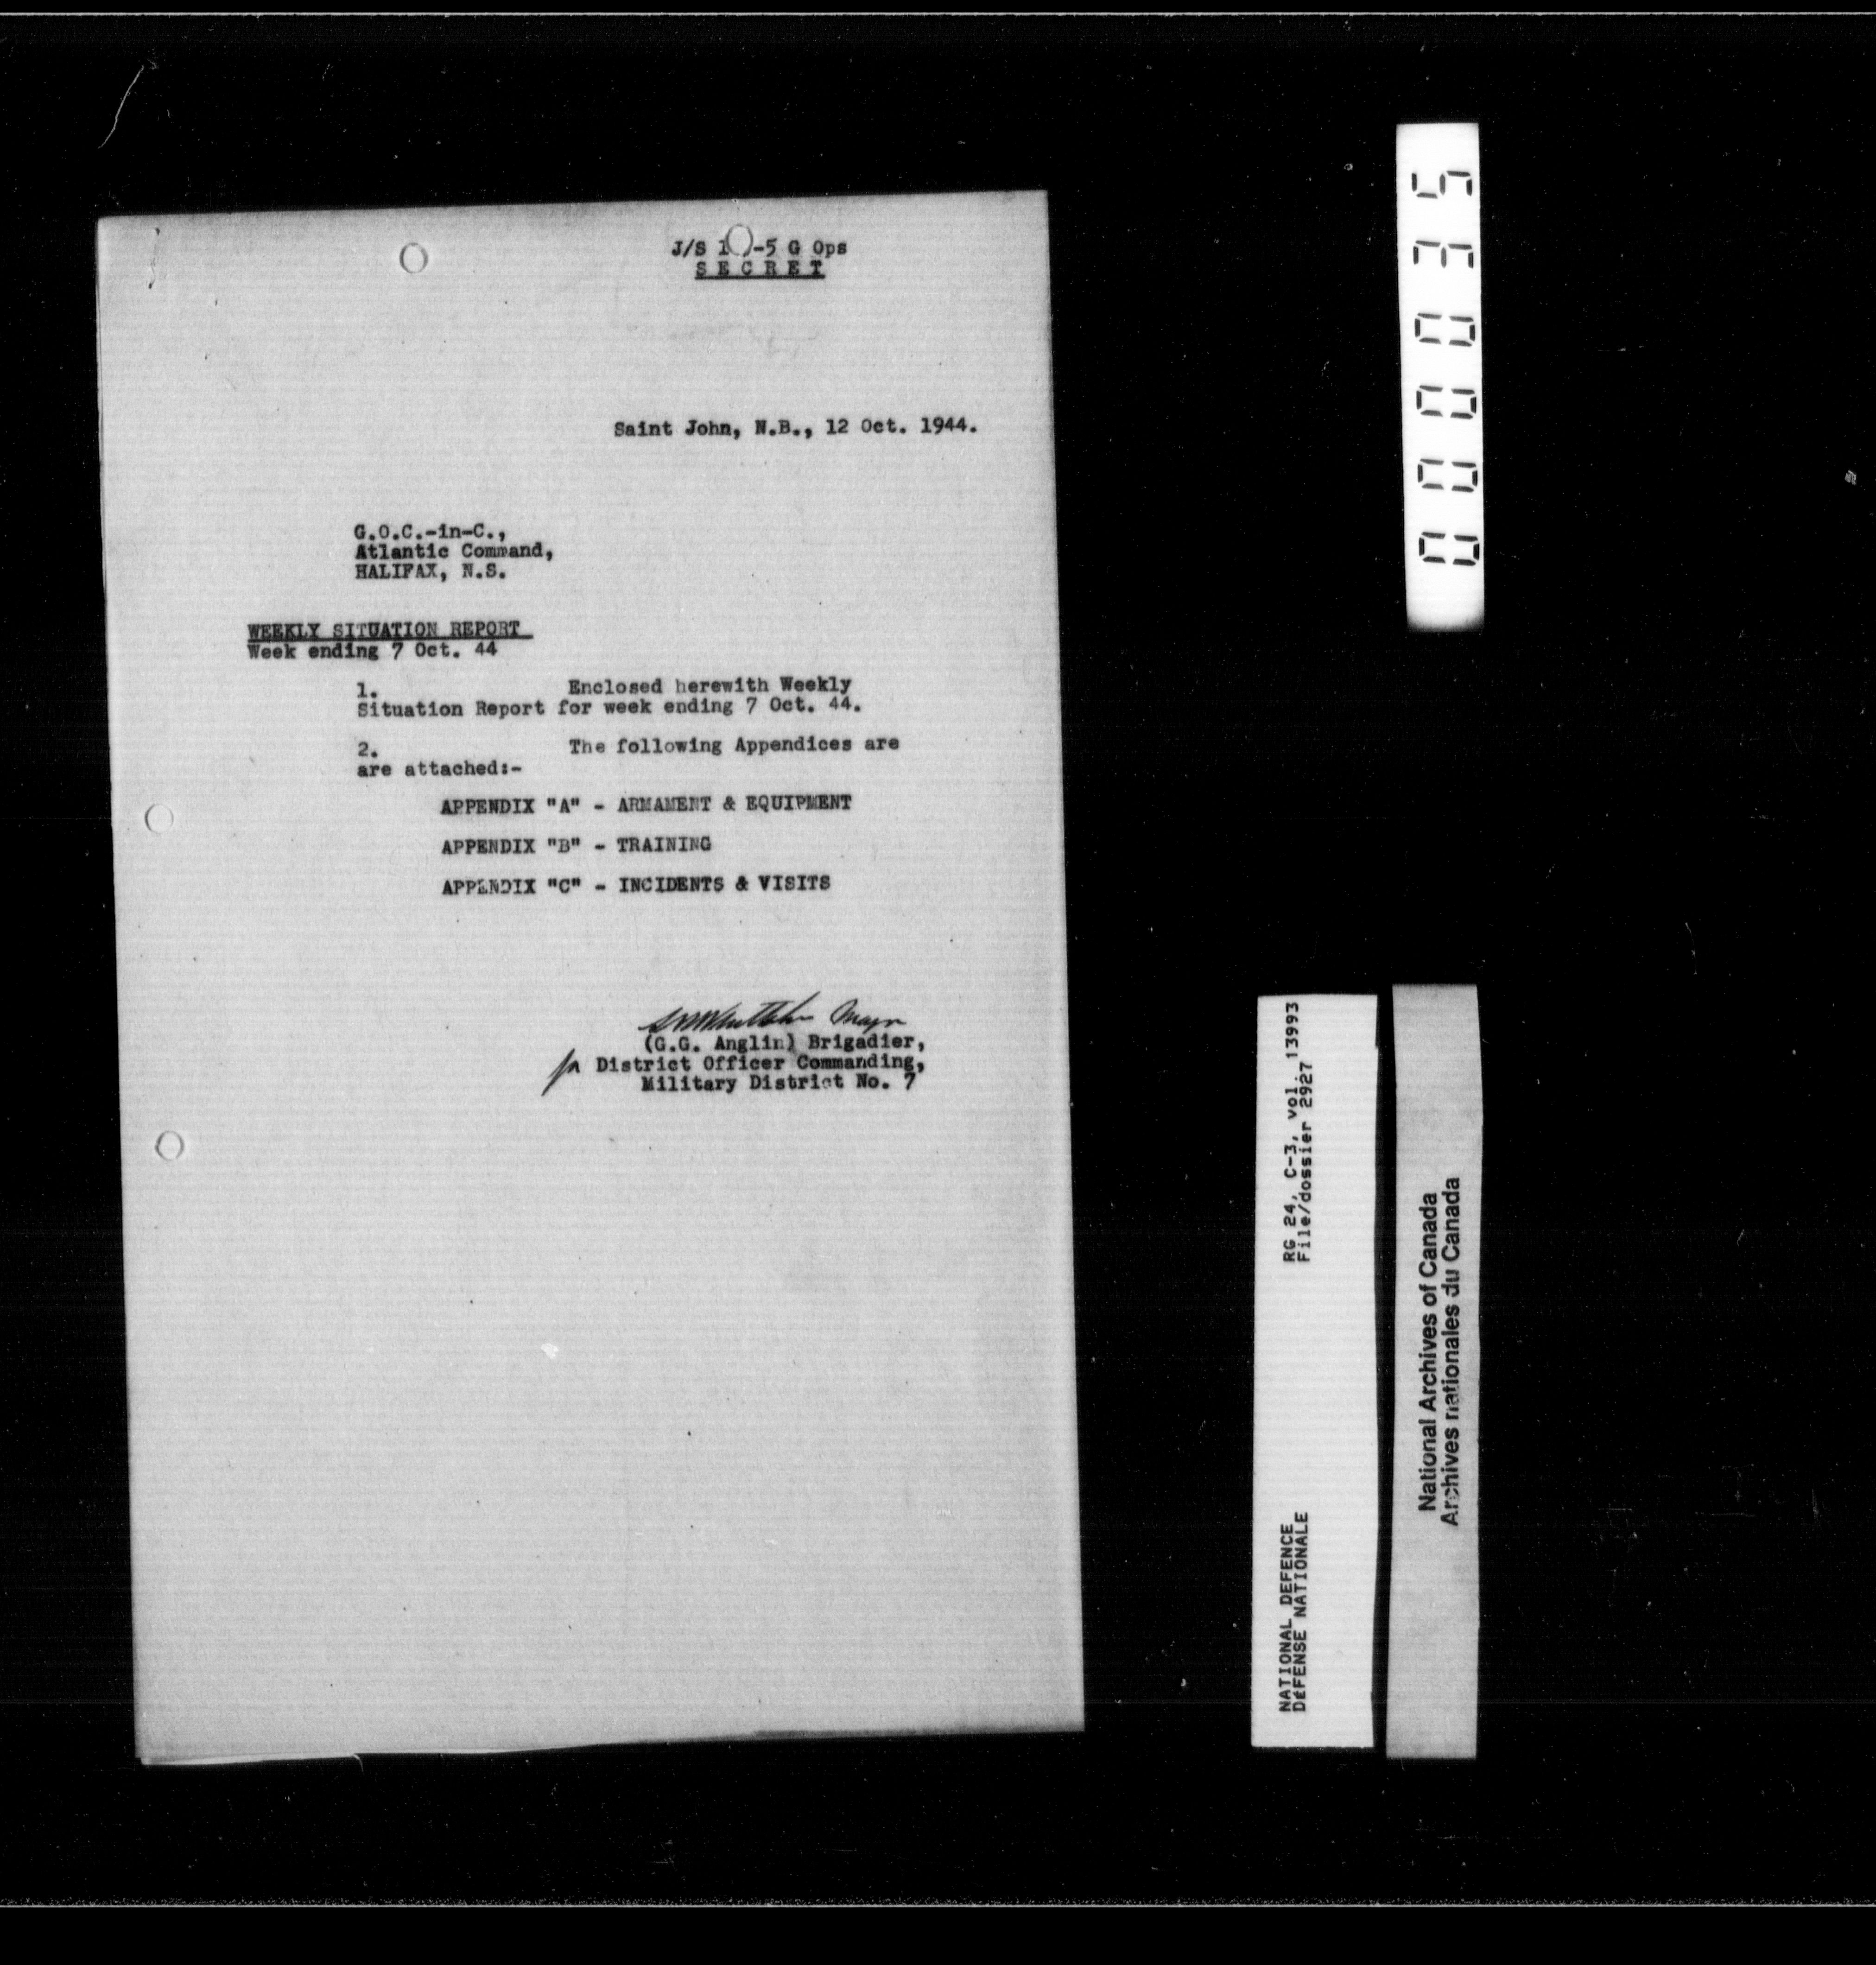 J/S 1 -5 G Ops
S E C R E T
Saint John, N.B., 12 Oct. 1944.
G.O.C.-in-C.,
Atlantic Command,
HALIFAX, N.S.
WEEKLY SITUATION REPORT
Week ending 7 Oct. 44
1. Enclosed herewith Weekly
Situation Report for week ending 7 Oct. 44.
2. The following Appendices are
are attached:-
APPENDIX "A" - ARMAMENT & EQUIPMENT
APPENDIX "B" - TRAINING
APPENDIX "C" - INCIDENTS & VISITS
Major
(G.G. Anglin) Brigadier,
for District Officer Commanding,
Military District No. 7
000035
RG 24, C-3, vol. 13993
File/dossier 2927
NATIONAL DEFENCE
DÉFENSE NATIONALE
National Archives of Canada
Archives nationales du Canada